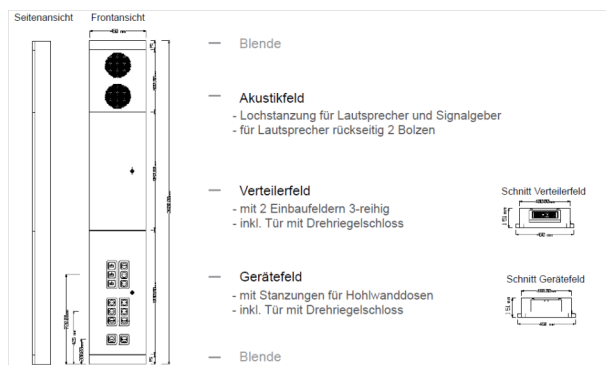 Seitenansicht Frontansicht
Blende
Akustikfeld
- Lochstanzung für Lautsprecher und Signalgeber
- für Lautsprecher rückseitig 2 Bolzen
Verteilerfeld
- mit 2 Einbaufeldern 3-reihig
- inkl. Tür mit Drehriegelschloss
Schnitt Verteilerfeld
Gerätefeld
- mit Stanzungen für Hohlwanddosen
- inkl. Tür mit Drehriegelschloss
Schnitt Gerätefeld
Blende